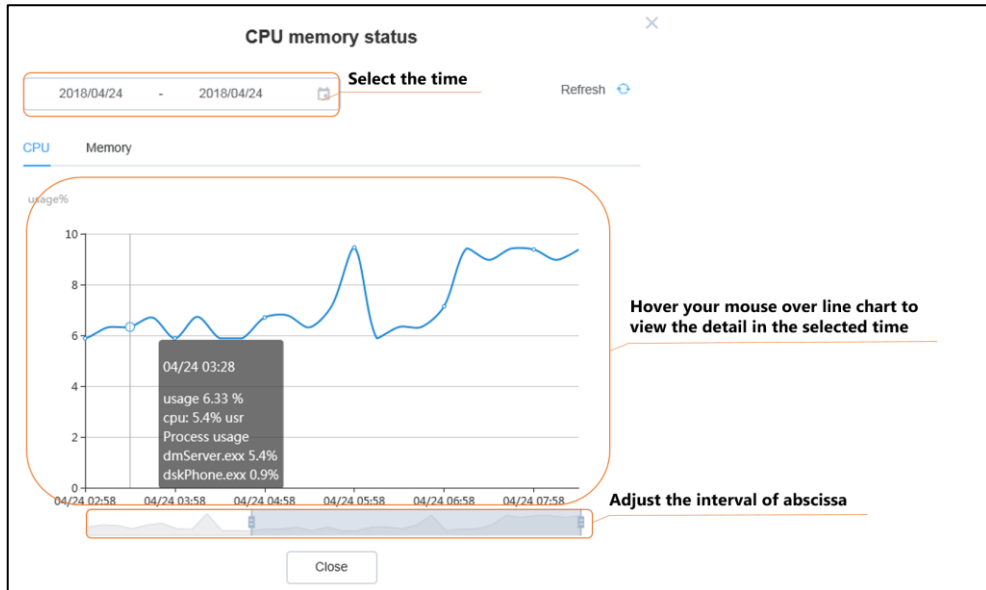 CPU memory status
2018/04/24 - 2018/04/24
Select the time
Refresh
CPU Memory
usage%
10
8
6
4
2
0
04/24 03:28
usage 6.33 %
cpu: 5.4% usr
Process usage
dmServer.exx 5.4%
dskPhone.exx 0.9%
04/24 02:58 04/24 03:58 04/24 04:58 04/24 05:58 04/24 06:58 04/24 07:58
Hover your mouse over line chart to
view the detail in the selected time
Adjust the interval of abscissa
Close